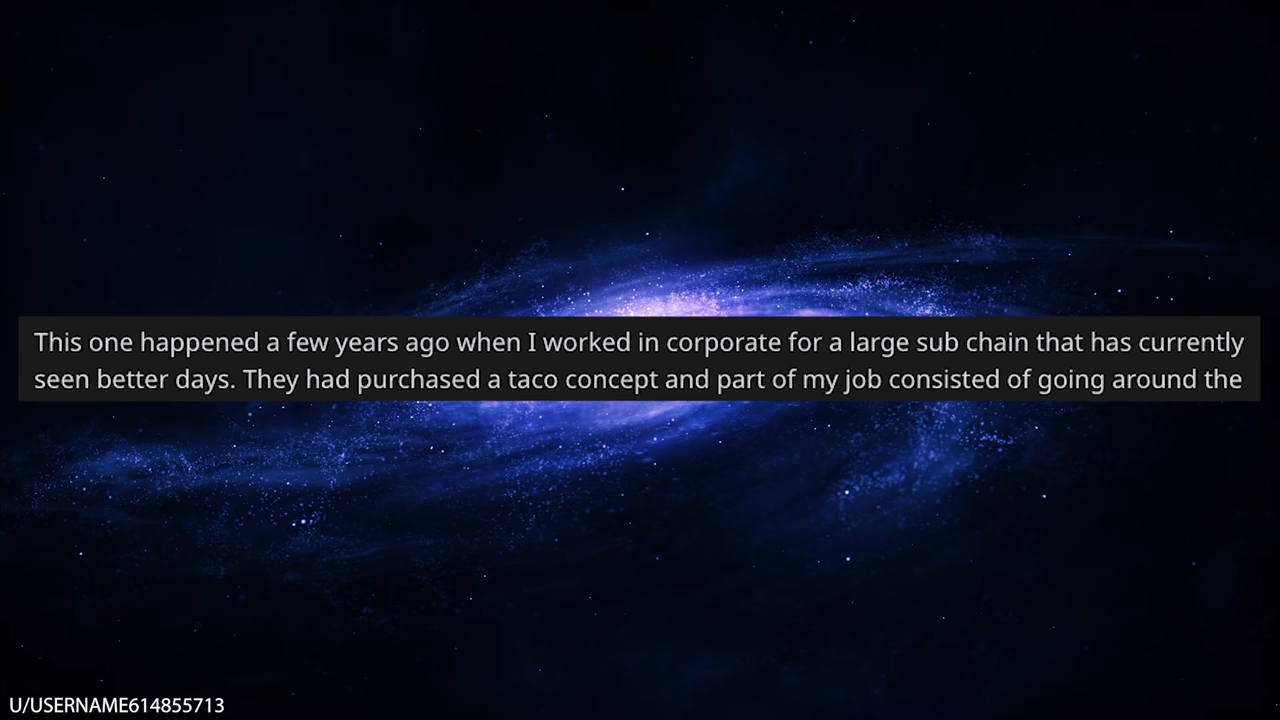 This one happened a few years ago when I worked in corporate for a large sub chain that has currently
seen better days. They had purchased a taco concept and part of my job consisted of going around the
U/USERNAME614855713